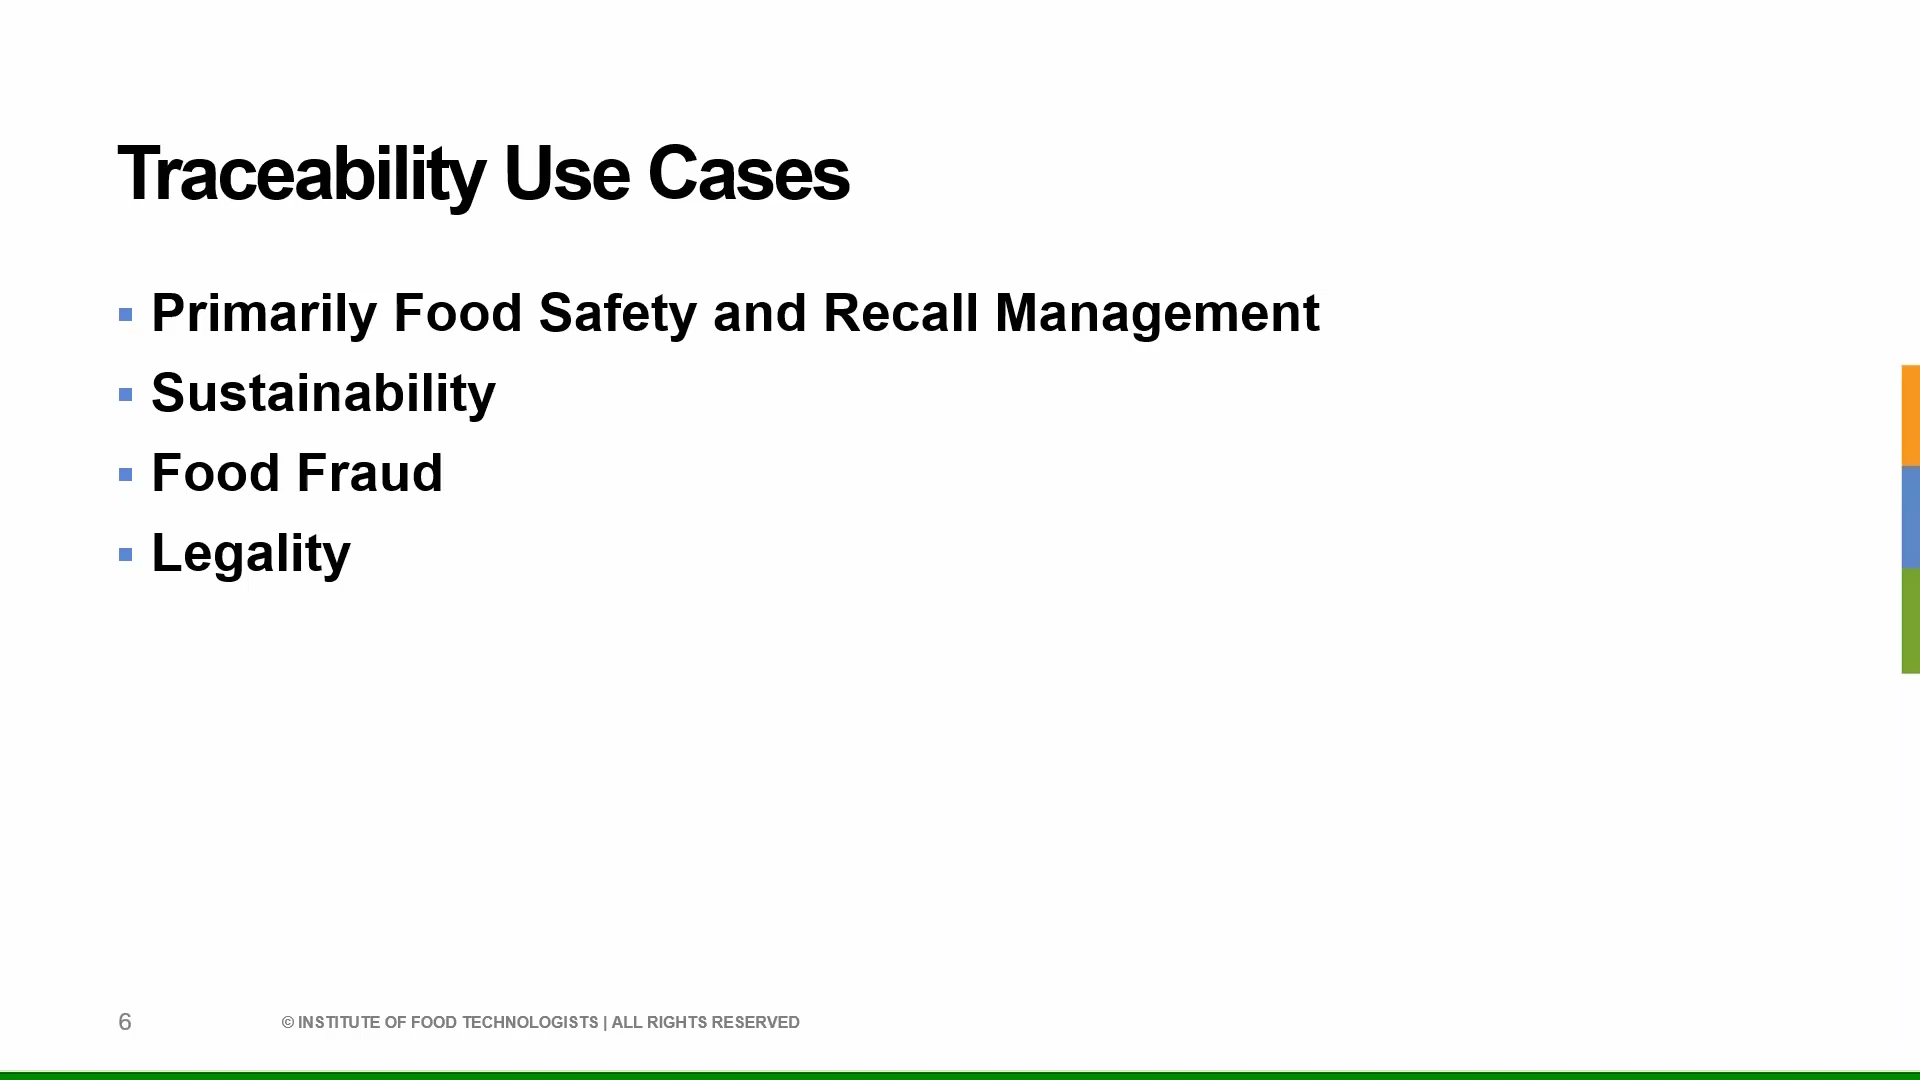 Traceability Use Cases
▪ Primarily Food Safety and Recall Management
▪ Sustainability
▪ Food Fraud
▪ Legality
6
© INSTITUTE OF FOOD TECHNOLOGISTS | ALL RIGHTS RESERVED